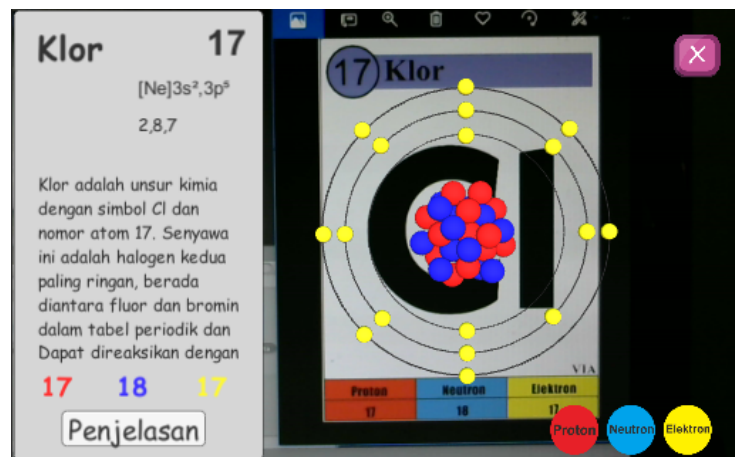 Klor
17
[Ne]3s²,3p⁵
2,8,7
Klor adalah unsur kimia
dengan simbol Cl dan
nomor atom 17. Senyawa
ini adalah halogen kedua
paling ringan, berada
diantara fluor dan bromin
dalam tabel periodik dan
Dapat direaksikan dengan
17 18 17
Penjelasan
17 Klor
Cl
VIA
Proton Neutron Elektron
17 18 17
Proton Neutron Elektron
X